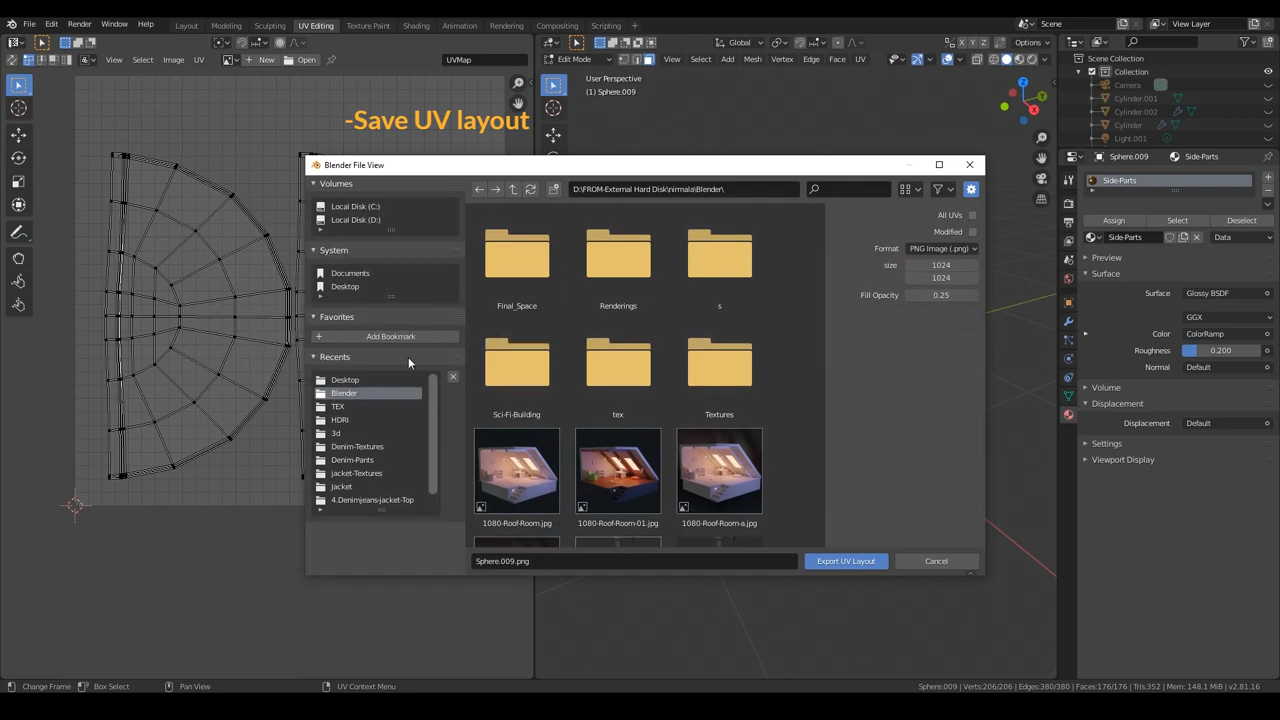 File Edit Render Window Help Layout Modeling Sculpting UV Editing Texture Paint Shading Animation Rendering Compositing Scripting + Scene View Layer
View Select Image UV + New Open UVMap
Global Options
Edit Mode View Select Add Mesh Vertex Edge Face UV X Y Z
User Perspective
(1) Sphere.009
-Save UV layout
Blender File View
Volumes
Local Disk (C:)
Local Disk (D:)
System
Documents
Desktop
Favorites
+ Add Bookmark
Recents
Desktop
Blender
TEX
HDRI
3d
Denim-Textures
Denim-Pants
jacket-Textures
Jacket
4.Denimjeans-jacket-Top
D:\FROM-External Hard Disk\nirmala\Blender\
Final_Space Renderings s
Sci-Fi-Building tex Textures
1080-Roof-Room.jpg 1080-Roof-Room-01.jpg 1080-Roof-Room-a.jpg
All UVs
Modified
Format PNG Image (.png)
size 1024
1024
Fill Opacity 0.25
Sphere.009.png Export UV Layout Cancel
Scene Collection
Collection
Camera
Cylinder.001
Cylinder.002
Cylinder
Light.001
Sphere.009 Side-Parts
Side-Parts
Assign Select Deselect
Side-Parts Data
Preview
Surface
Surface Glossy BSDF
GGX
Color ColorRamp
Roughness 0.200
Normal Default
Volume
Displacement
Displacement Default
Settings
Viewport Display
Change Frame Box Select Pan View UV Context Menu Sphere.009 | Verts:206/206 | Edges:380/380 | Faces:176/176 | Tris:352 | Mem: 148.1 MiB | v2.81.16